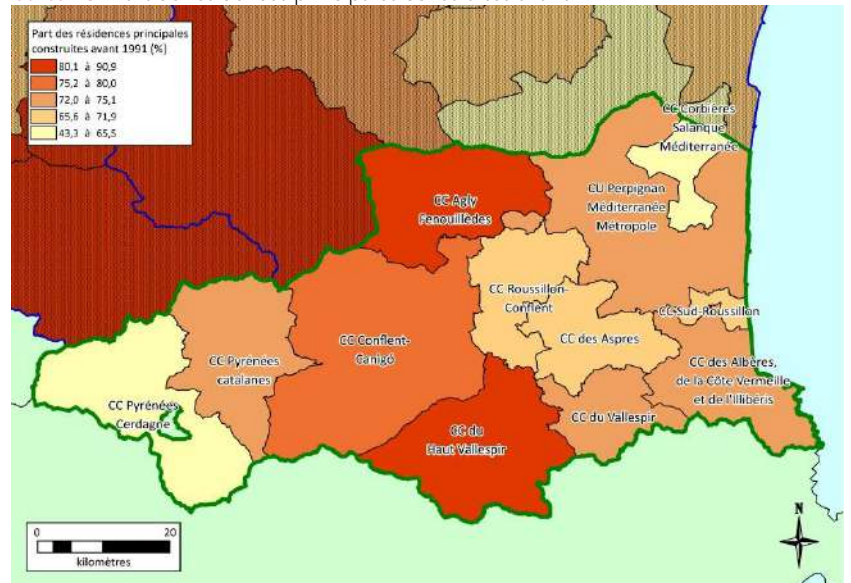 Part des résidences principales
construites avant 1991 (%)
80,1 à 90,9
75,2 à 80,0
72,0 à 75,1
65,6 à 71,9
43,3 à 65,5
CC Corbières
Salanque
Méditerranée
CC Agly
Fenouillèdes
CU Perpignan
Méditerranée
Métropole
CC Roussillon-
Conflent
CC Sud-Roussillon
CC Conflent-
Canigó
CC des Aspres
CC Pyrénées
catalanes
CC des Albères,
de la Côte Vermeille
et de l'Illibéris
CC Pyrénées
Cerdagne
CC du Vallespir
CC du
Haut Vallespir
N
0 20
kilomètres